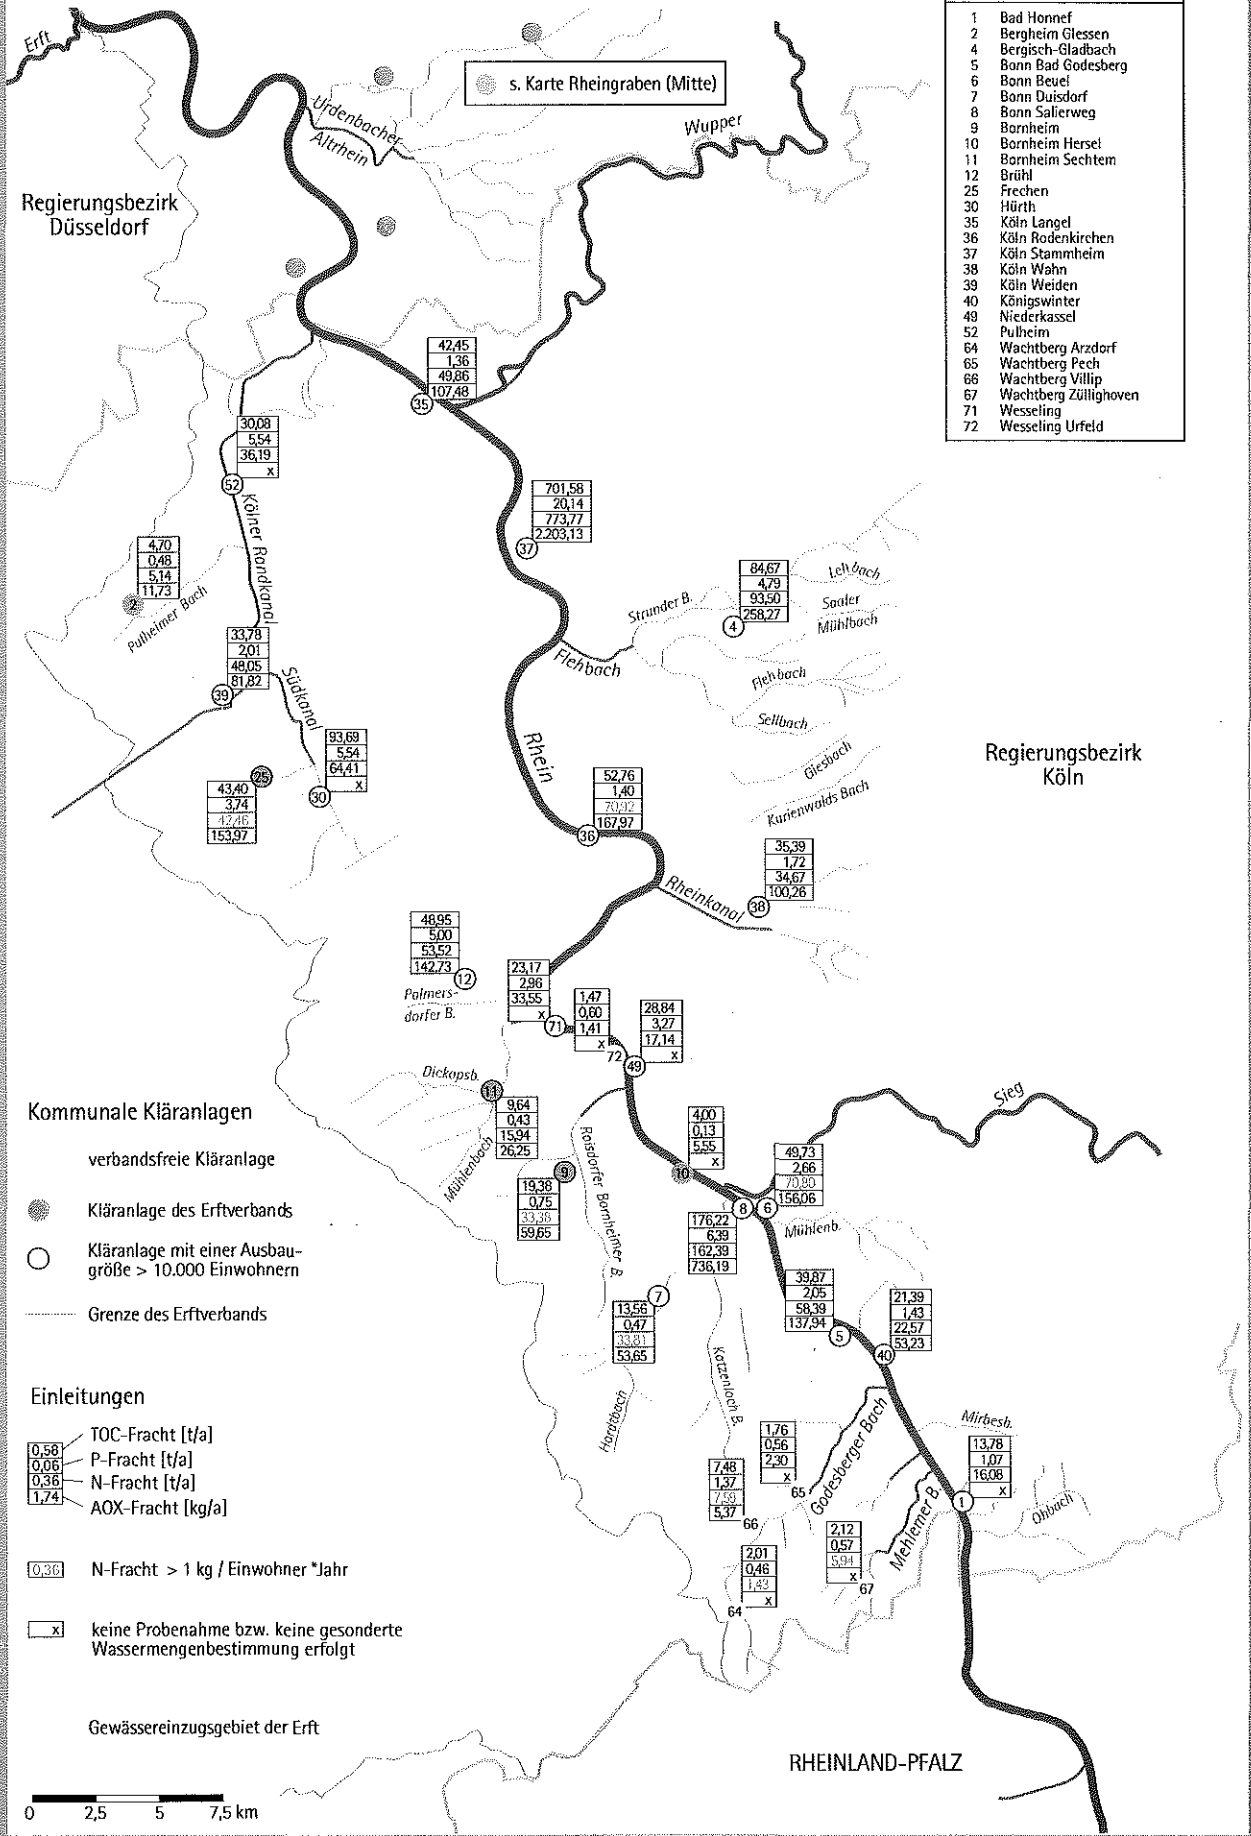 Erft
s. Karte Rheingraben (Mitte)
Urdenbacher
Altrhein
Wupper
Regierungsbezirk
Düsseldorf
1 Bad Honnef
2 Bergheim Glessen
4 Bergisch-Gladbach
5 Bonn Bad Godesberg
6 Bonn Beuel
7 Bonn Duisdorf
8 Bonn Salierweg
9 Bornheim
10 Bornheim Hersel
11 Bornheim Sechtem
12 Brühl
25 Frechen
30 Hürth
35 Köln Langel
36 Köln Rodenkirchen
37 Köln Stammheim
38 Köln Wahn
39 Köln Weiden
40 Königswinter
49 Niederkassel
52 Pulheim
64 Wachtberg Arzdorf
65 Wachtberg Pech
66 Wachtberg Villip
67 Wachtberg Züllighoven
71 Wesseling
72 Wesseling Urfeld
42,45
1,36
49,86
107,48
35
30,08
5,54
36,19
x
52
Kölner Randkanal
701,58
20,14
773,77
2.203,13
37
4,70
0,48
5,14
11,73
2
Pulheimer Bach
84,67
4,79
93,50
258,27
4
Lehbach
Saaler
Mühlbach
Strunder B.
Flehbach
Flehbach
Sellbach
Giesbach
Kurienwalds Bach
33,78
2,01
48,05
81,82
39
Südkanal
93,69
5,54
64,41
x
30
25
43,40
3,74
42,46
153,97
Rhein
Regierungsbezirk
Köln
52,76
1,40
70,92
167,97
36
35,39
1,72
34,67
100,26
38
Rheinkanal
48,95
5,00
53,52
142,73
12
Palmers-
dorfer B.
23,17
2,96
33,55
x
71
1,47
0,60
1,41
x
72
28,84
3,27
17,14
x
49
Dickopsb.
11
9,64
0,43
15,94
26,25
Mühlenbach
Roisdorfer Bornheimer B.
9
19,38
0,75
33,38
59,65
4,00
0,13
5,55
x
10
Sieg
49,73
2,66
70,90
156,06
6
8
176,22
6,39
162,39
736,19
Mühlenb.
7
13,56
0,47
33,81
53,65
Hardtbach
Katzenloch B.
39,87
2,05
58,39
137,94
5
21,39
1,43
22,57
53,23
40
Godesberger Bach
Mirbesb.
13,78
1,07
16,08
x
1
Ohbach
Mehlemer B.
1,76
0,56
2,30
x
65
7,48
1,37
7,59
5,37
66
2,01
0,46
1,43
x
64
2,12
0,57
5,94
x
67
Kommunale Kläranlagen
verbandsfreie Kläranlage
Kläranlage des Erftverbands
Kläranlage mit einer Ausbau-
größe > 10.000 Einwohnern
Grenze des Erftverbands
Einleitungen
0,58 TOC-Fracht [t/a]
0,06 P-Fracht [t/a]
0,36 N-Fracht [t/a]
1,74 AOX-Fracht [kg/a]
0,36 N-Fracht > 1 kg / Einwohner *Jahr
x keine Probenahme bzw. keine gesonderte
Wassermengenbestimmung erfolgt
Gewässereinzugsgebiet der Erft
RHEINLAND-PFALZ
0 2,5 5 7,5 km